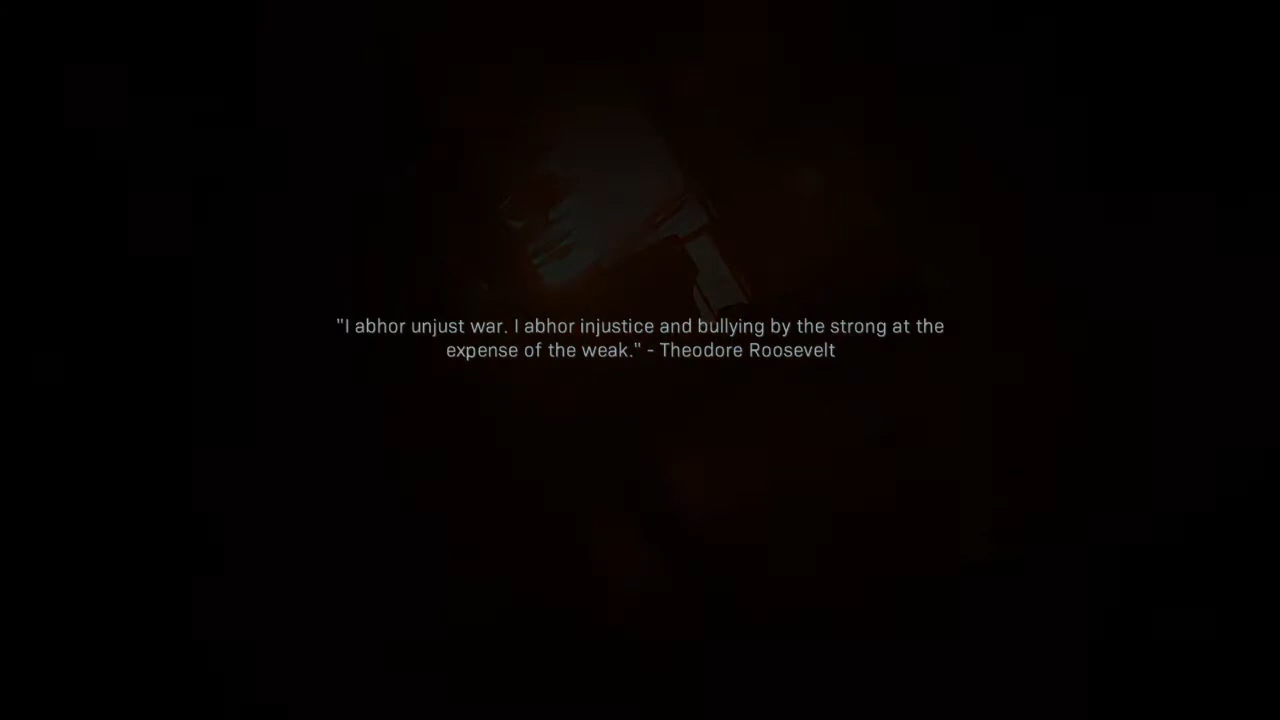 "I abhor unjust war. I abhor injustice and bullying by the strong at the
expense of the weak." - Theodore Roosevelt